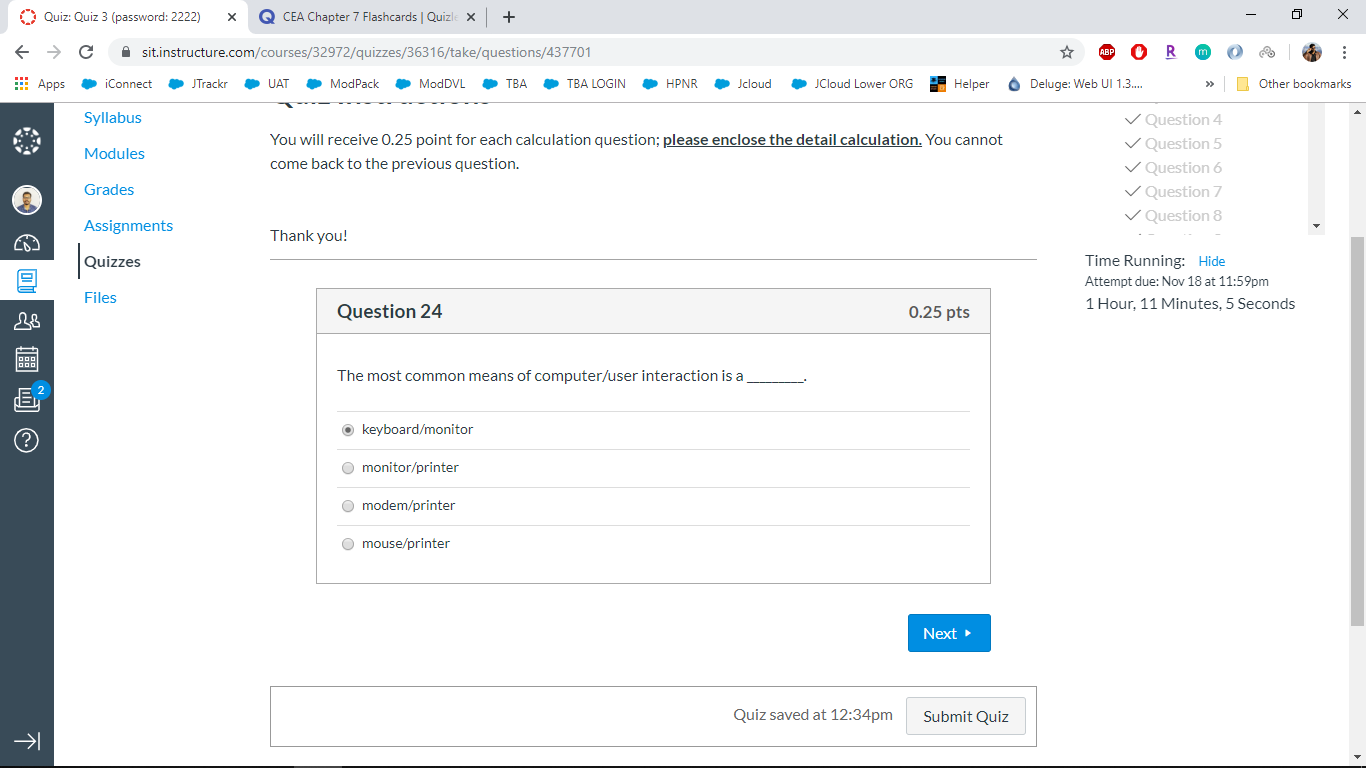 Quiz: Quiz 3 (password: 2222)
CEA Chapter 7 Flashcards | Quizle
sit.instructure.com/courses/32972/quizzes/36316/take/questions/437701
ABP
R
m
Apps
iConnect
JTrackr
UAT
ModPack
ModDVL
TBA
TBA LOGIN
HPNR
Jcloud
JCloud Lower ORG
Helper
Deluge: Web UI 1.3....
»
Other bookmarks
2
Syllabus
Modules
Grades
Assignments
Quizzes
Files
Quiz Instructions
You will receive 0.25 point for each calculation question; please enclose the detail calculation. You cannot
come back to the previous question.
Thank you!
Question 24
0.25 pts
The most common means of computer/user interaction is a _________.
keyboard/monitor
monitor/printer
modem/printer
mouse/printer
Next
Quiz saved at 12:34pm
Submit Quiz
Question 4
Question 5
Question 6
Question 7
Question 8
Time Running: Hide
Attempt due: Nov 18 at 11:59pm
1 Hour, 11 Minutes, 5 Seconds